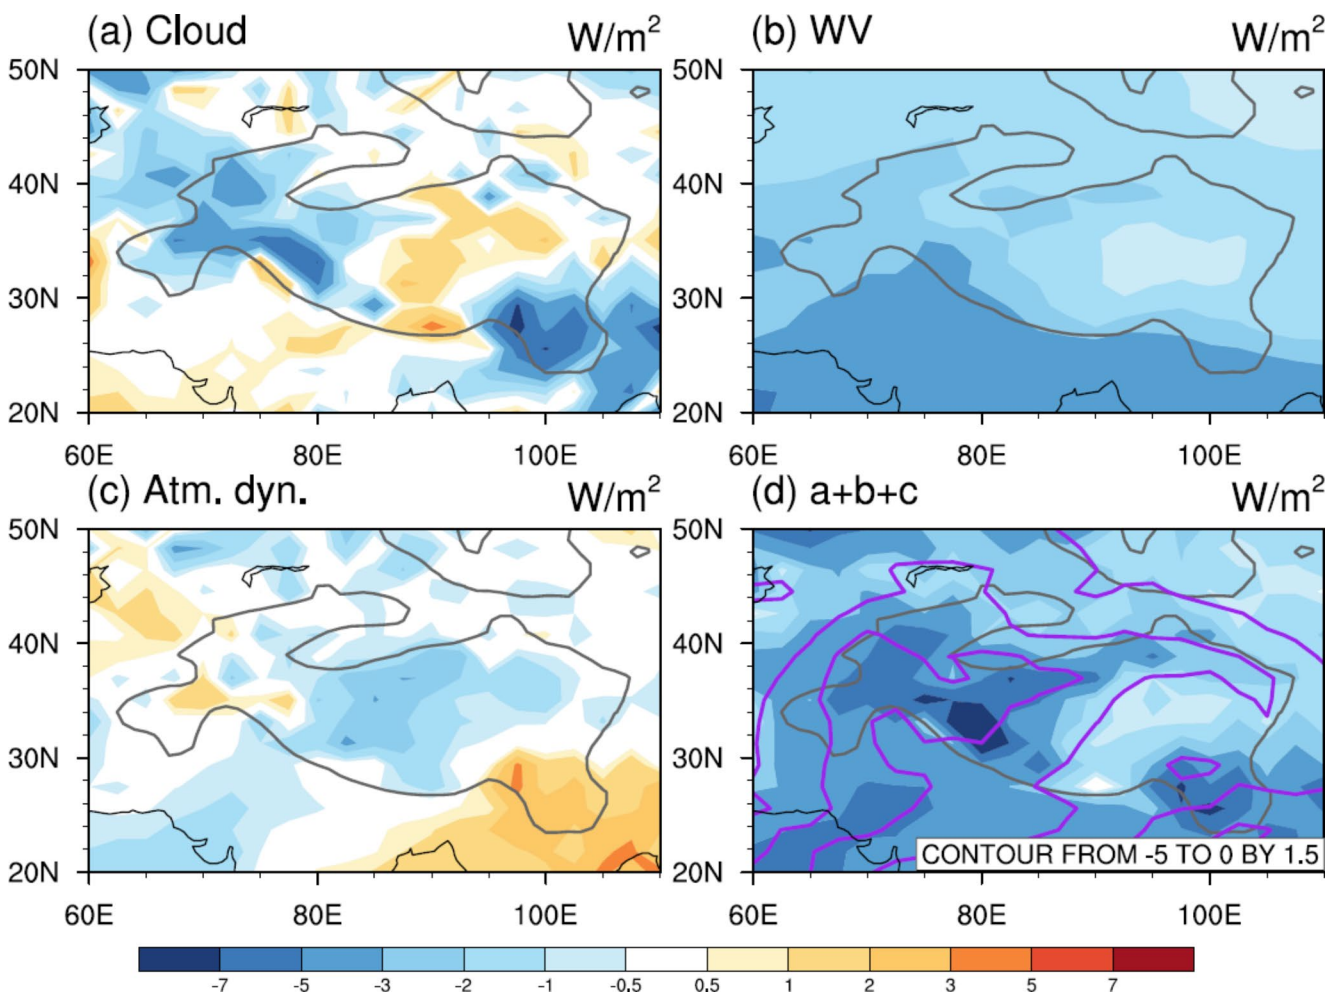 (a) Cloud W/m²
(b) WV W/m²
50N
40N
30N
20N
60E 80E 100E
50N
40N
30N
20N
60E 80E 100E
(c) Atm. dyn. W/m²
(d) a+b+c W/m²
50N
40N
30N
20N
60E 80E 100E
50N
40N
30N
20N
CONTOUR FROM -5 TO 0 BY 1.5
60E 80E 100E
-7 -5 -3 -2 -1 -0.5 0.5 1 2 3 5 7